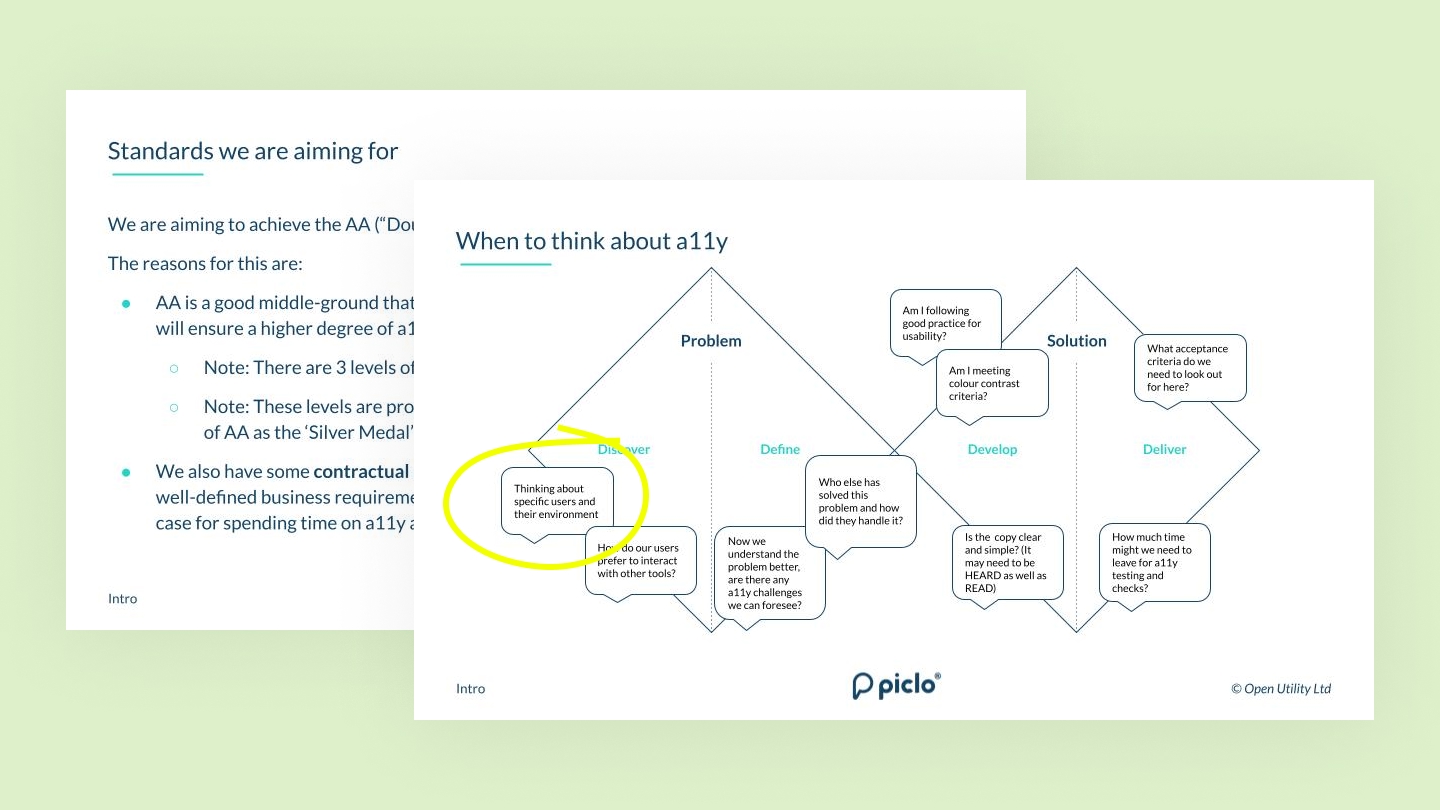 Standards we are aiming for
We are aiming to achieve the AA (“Dou
The reasons for this are:
● AA is a good middle-ground that
will ensure a higher degree of a1
○ Note: There are 3 levels of
○ Note: These levels are pro
of AA as the ‘Silver Medal’
● We also have some contractual
well-defined business requireme
case for spending time on a11y a
Intro
When to think about a11y
Problem
Discover
Define
Thinking about
specific users and
their environment
How do our users
prefer to interact
with other tools?
Now we
understand the
problem better,
are there any
a11y challenges
we can foresee?
Who else has
solved this
problem and how
did they handle it?
Solution
Develop
Deliver
Am I following
good practice for
usability?
Am I meeting
colour contrast
criteria?
What acceptance
criteria do we
need to look out
for here?
Is the copy clear
and simple? (It
may need to be
HEARD as well as
READ)
How much time
might we need to
leave for a11y
testing and
checks?
Intro
piclo®
© Open Utility Ltd